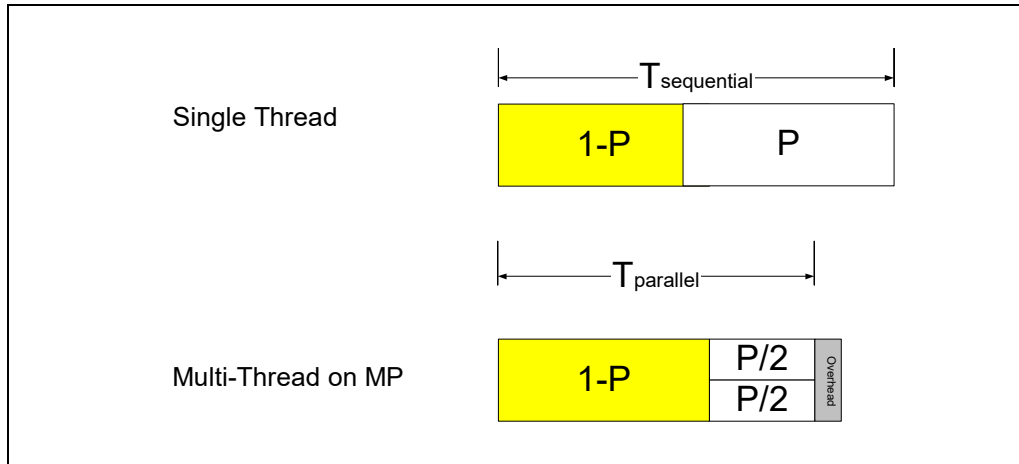 Tsequential
Single Thread
1-P
P
Tparallel
Multi-Thread on MP
1-P
P/2
P/2
Overhead